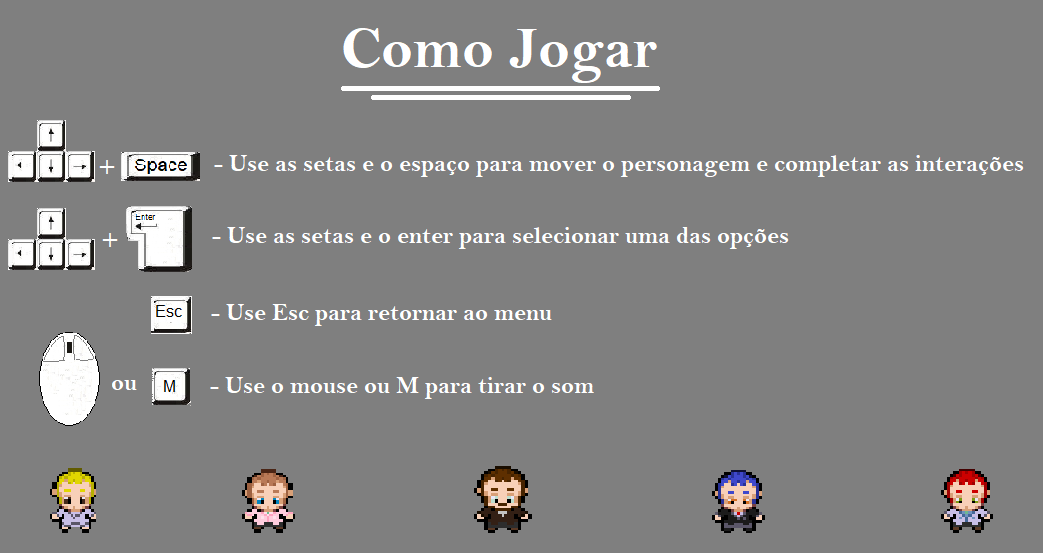 Como Jogar
+ Space - Use as setas e o espaço para mover o personagem e completar as interações
+ Enter - Use as setas e o enter para selecionar uma das opções
Esc - Use Esc para retornar ao menu
ou M - Use o mouse ou M para tirar o som